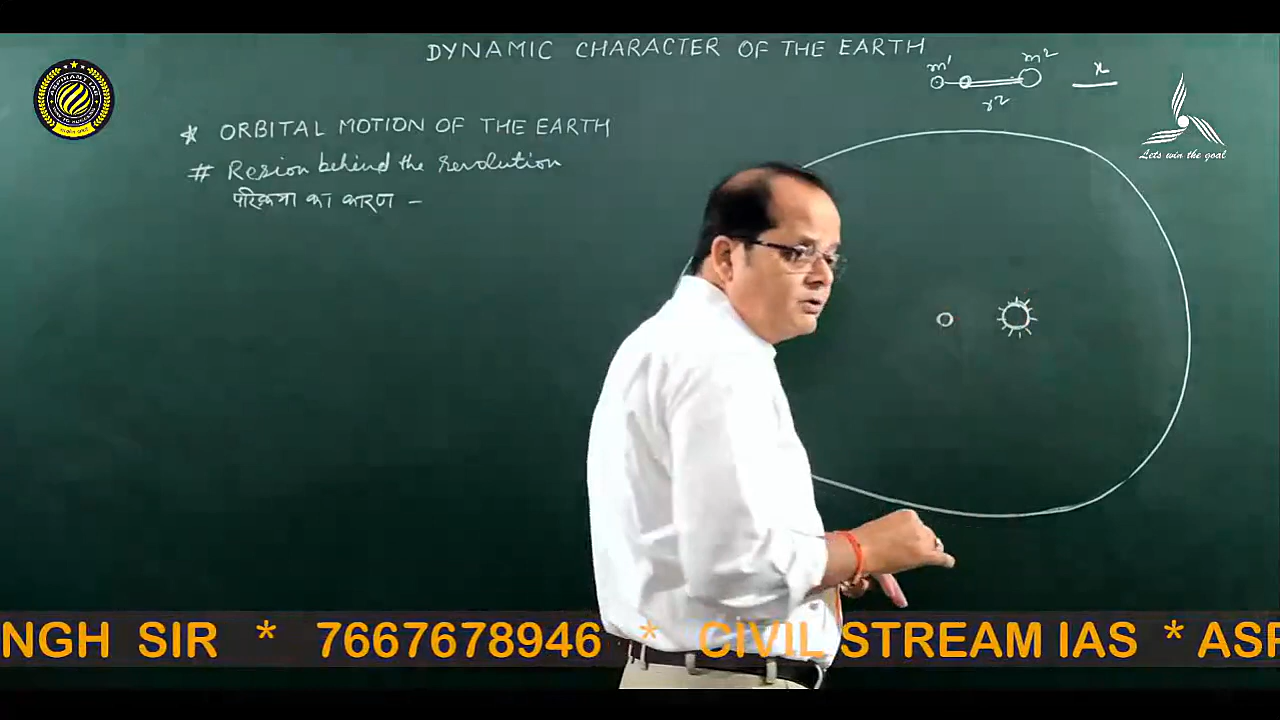 DYNAMIC CHARACTER OF THE EARTH
m1 m2
r2
* ORBITAL MOTION OF THE EARTH
# Resion behind the revolution
परिक्रमा का कारण –
Lets win the goal
NGH SIR * 7667678946 * CIVIL STREAM IAS * ASP